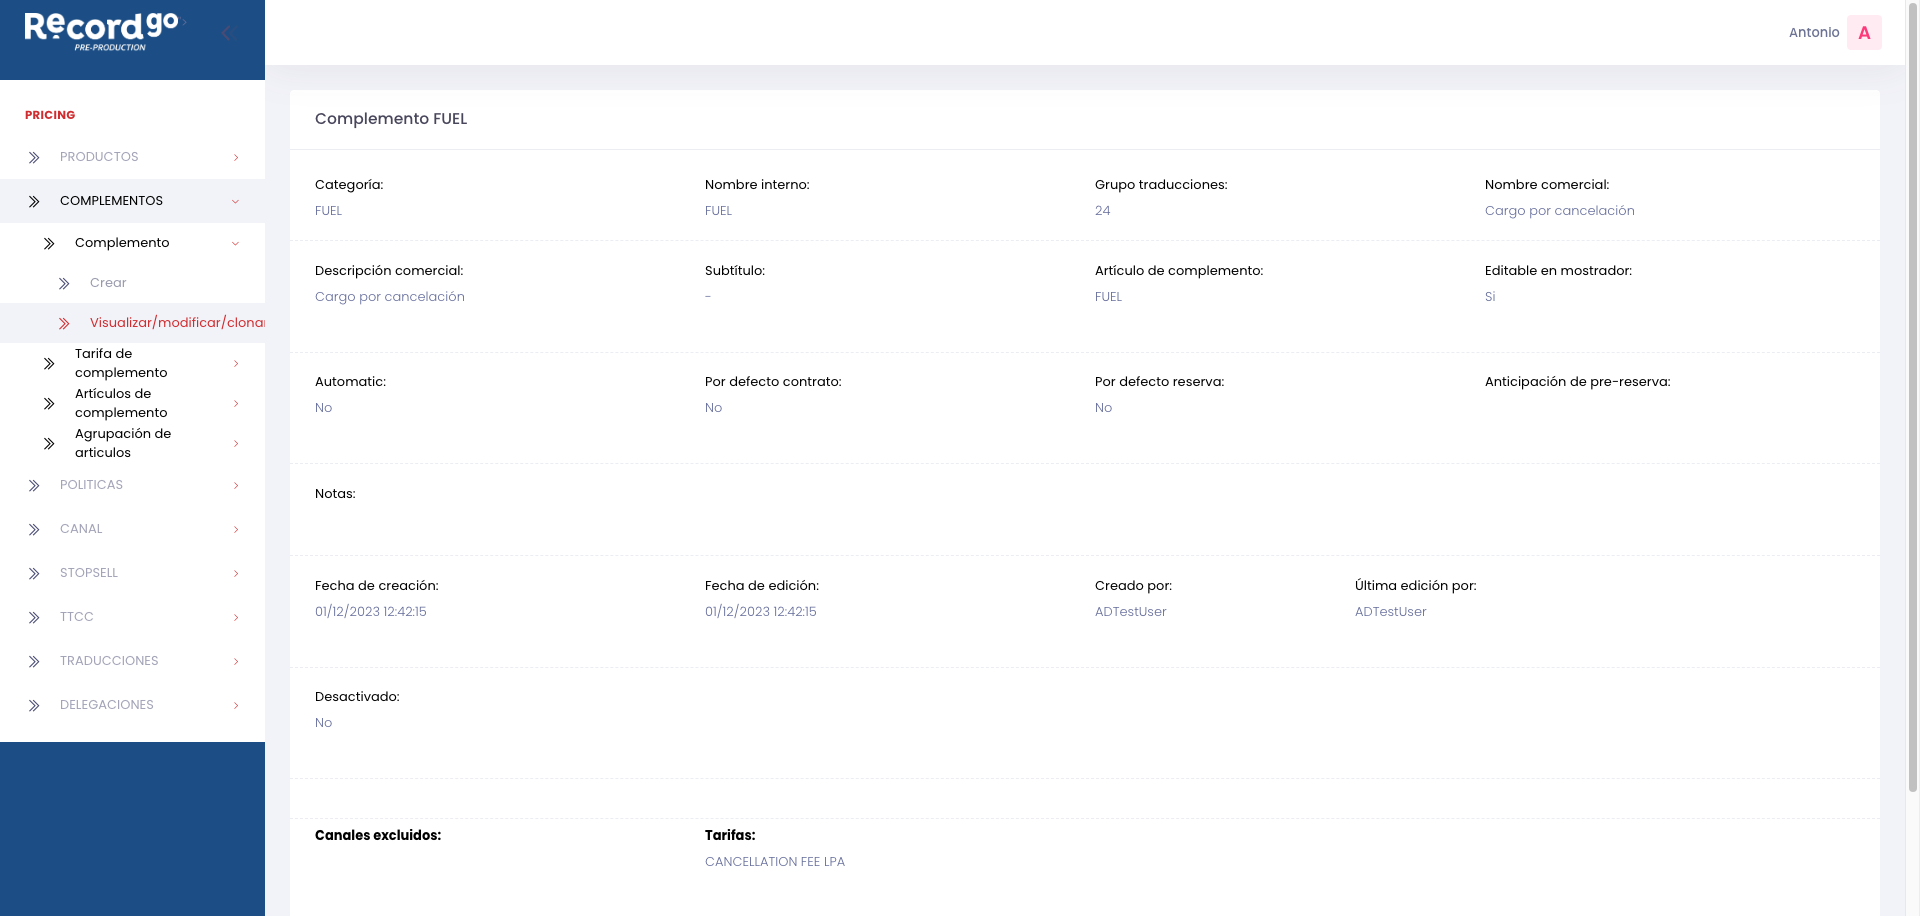 Recordgo
PRE-PRODUCTION
Antonio
A
PRICING
PRODUCTOS
COMPLEMENTOS
Complemento
Crear
Visualizar/modificar/clonar
Tarifa de
complemento
Artículos de
complemento
Agrupación de
articulos
POLITICAS
CANAL
STOPSELL
TTCC
TRADUCCIONES
DELEGACIONES
Complemento FUEL
Categoría:
FUEL
Nombre interno:
FUEL
Grupo traducciones:
24
Nombre comercial:
Cargo por cancelación
Descripción comercial:
Cargo por cancelación
Subtítulo:
-
Artículo de complemento:
FUEL
Editable en mostrador:
Si
Automatic:
No
Por defecto contrato:
No
Por defecto reserva:
No
Anticipación de pre-reserva:
Notas:
Fecha de creación:
01/12/2023 12:42:15
Fecha de edición:
01/12/2023 12:42:15
Creado por:
ADTestUser
Última edición por:
ADTestUser
Desactivado:
No
Canales excluidos:
Tarifas:
CANCELLATION FEE LPA